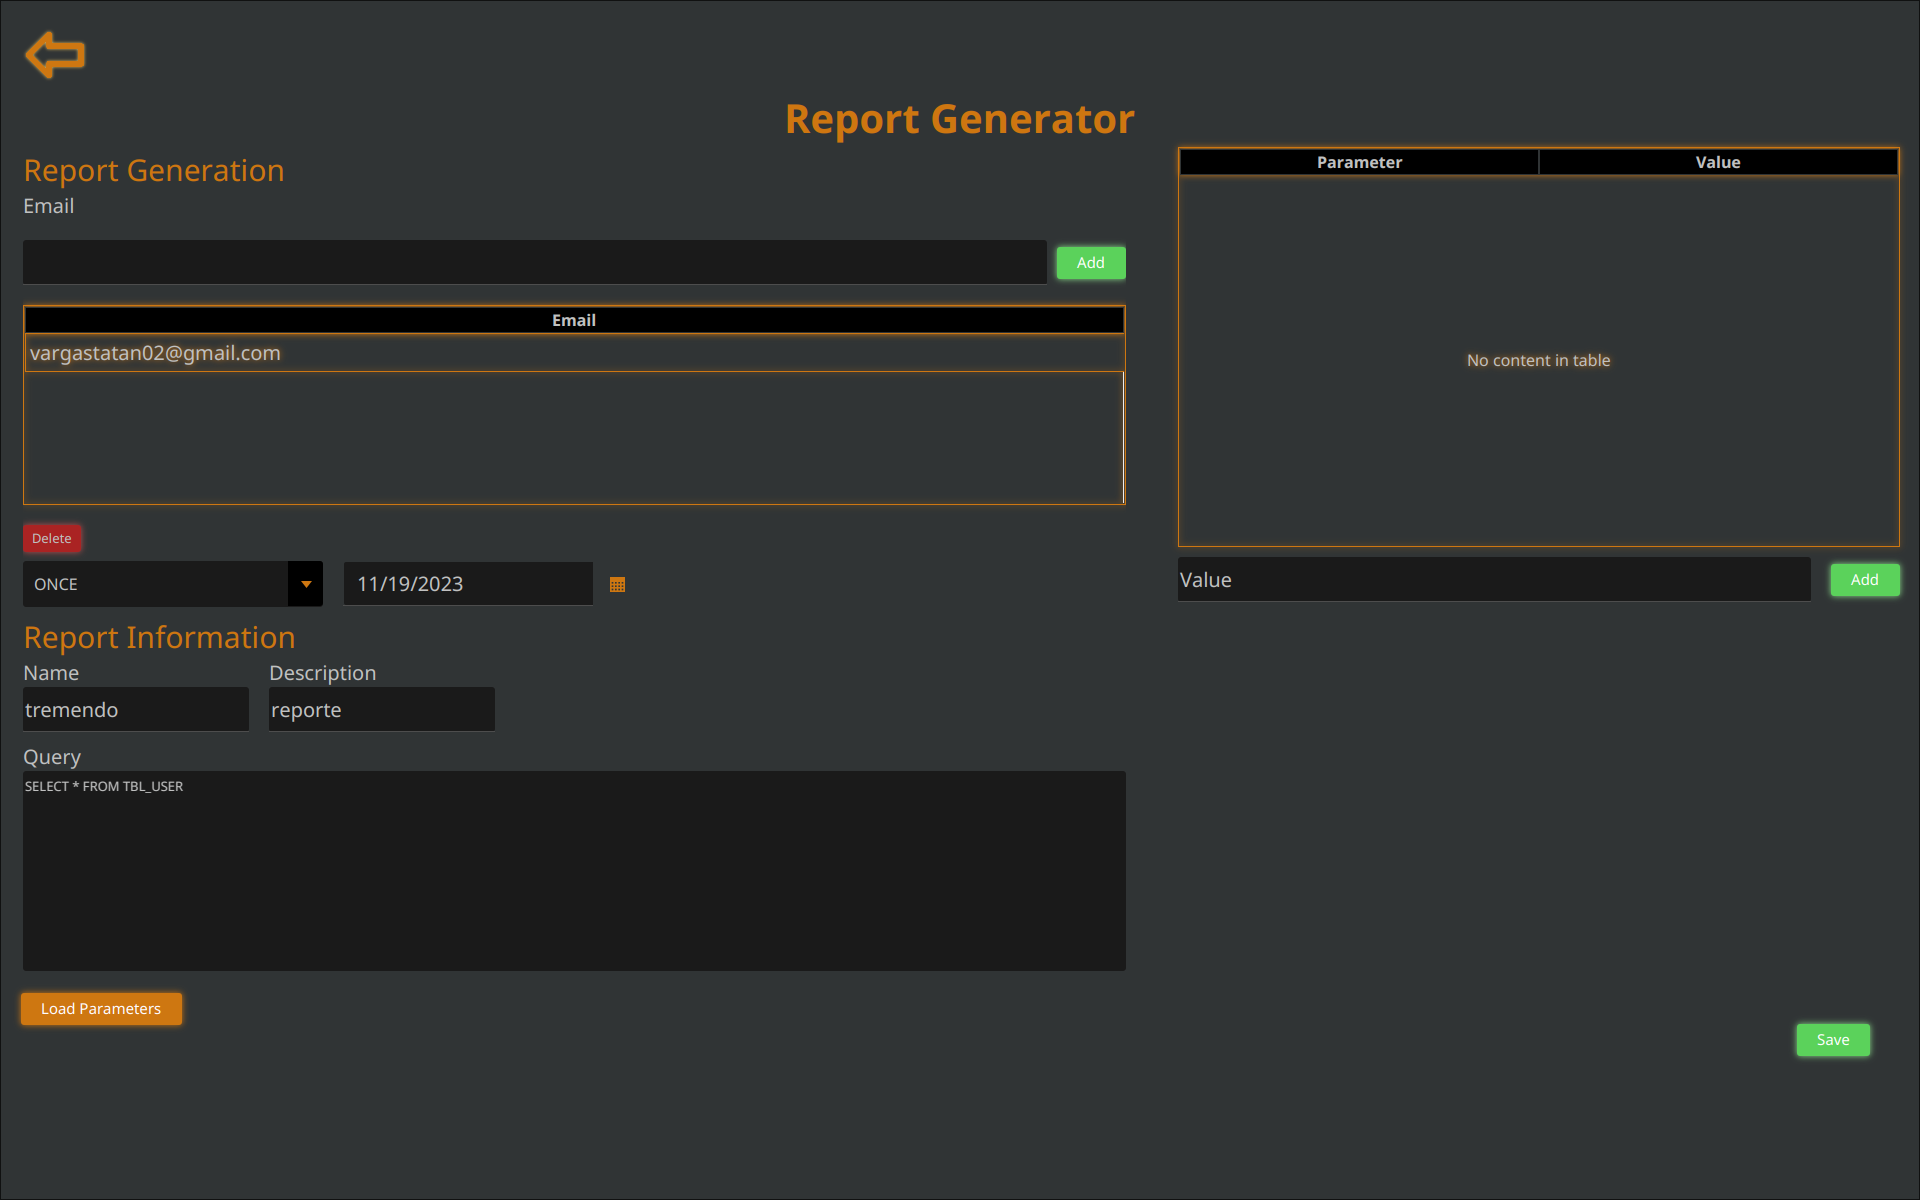 Report Generator
Report Generation
Email
Add
Email
vargastatan02@gmail.com
Delete
ONCE
11/19/2023
Report Information
Name
Description
tremendo
reporte
Query
SELECT * FROM TBL_USER
Load Parameters
Parameter
Value
No content in table
Value
Add
Save